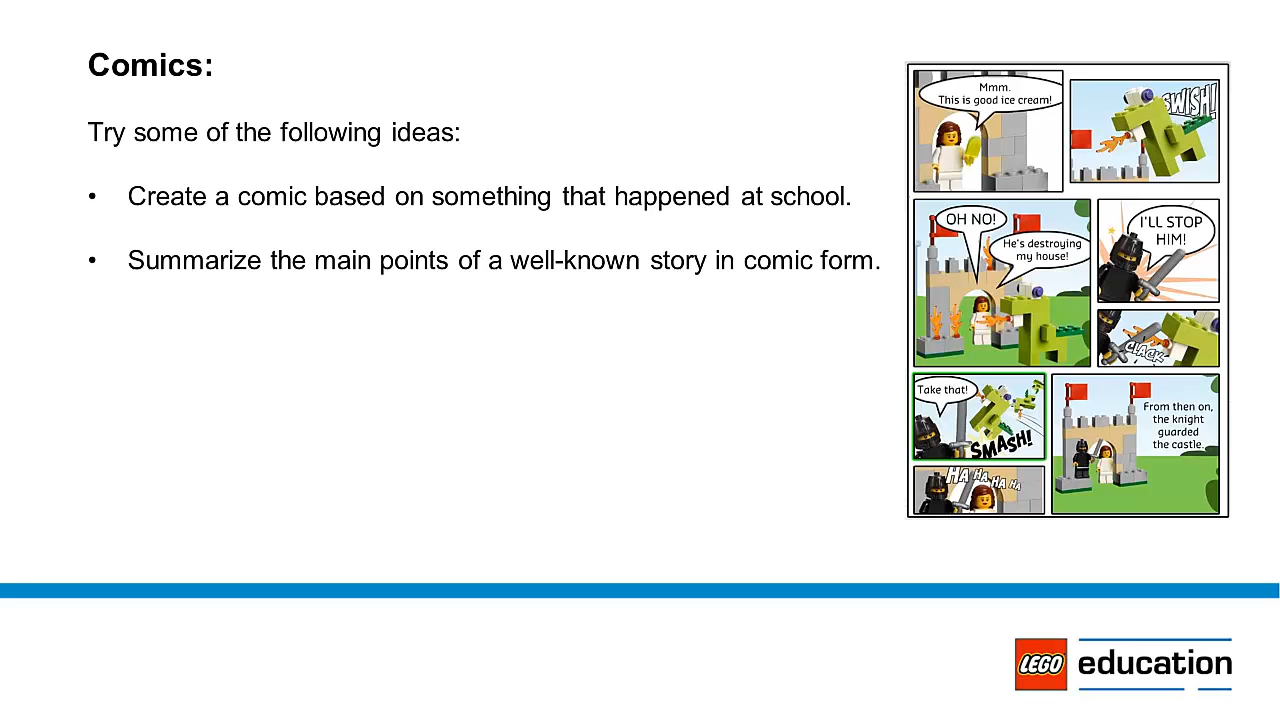 Comics:
Try some of the following ideas:
• Create a comic based on something that happened at school.
• Summarize the main points of a well-known story in comic form.
Mmm.
This is good ice cream!
SWISH!
OH NO!
He's destroying
my house!
I'LL STOP
HIM!
CLACK
Take that!
SMASH!
HA HA HA HA
From then on,
the knight
guarded
the castle.
LEGO education